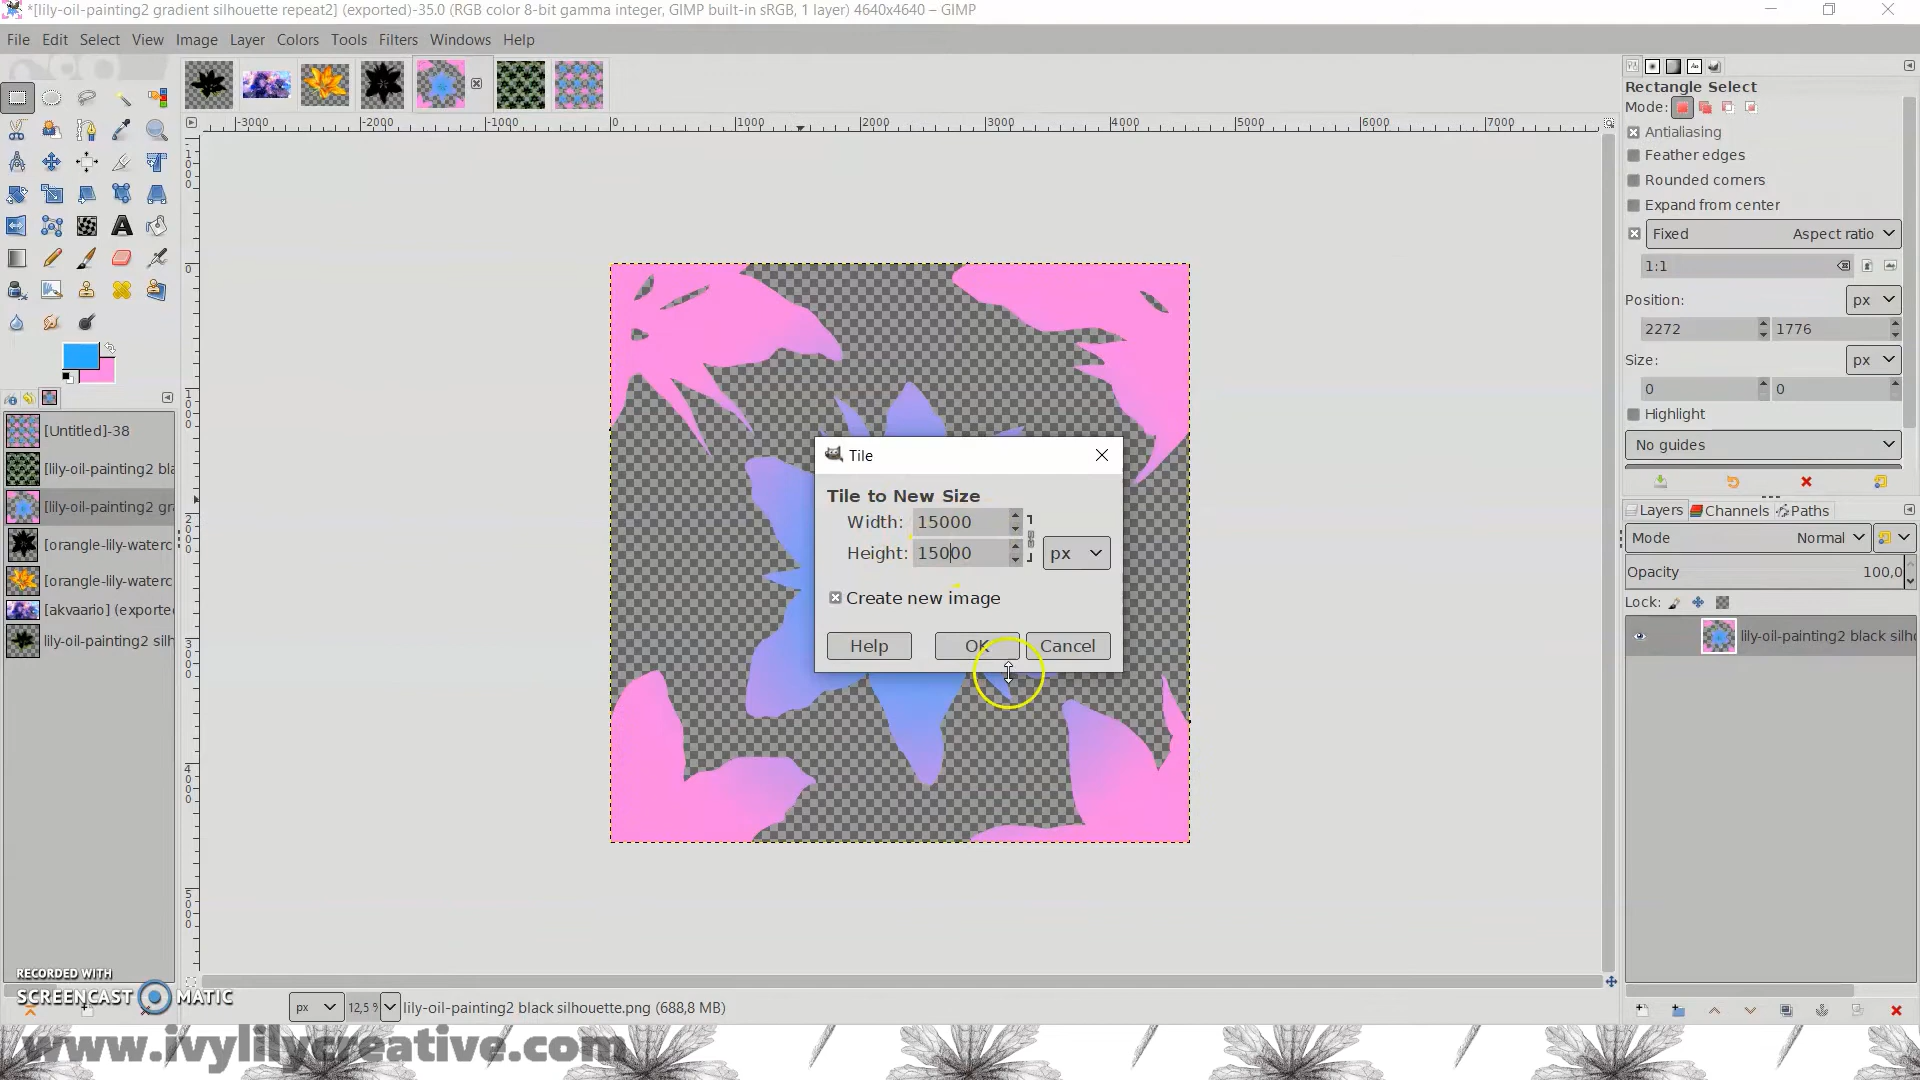 *[lily-oil-painting2 gradient silhouette repeat2] (exported)-35.0 (RGB color 8-bit gamma integer, GIMP built-in sRGB, 1 layer) 4640x4640 – GIMP
File Edit Select View Image Layer Colors Tools Filters Windows Help
-3000 -2000 -1000 0 1000 2000 3000 4000 5000 6000 7000
Rectangle Select
Mode:
Antialiasing
Feather edges
Rounded corners
Expand from center
Fixed Aspect ratio
1:1
Position: px
2272 1776
Size: px
0 0
Highlight
No guides
Layers Channels Paths
Mode Normal
Opacity 100,0
Lock:
lily-oil-painting2 black silho
[Untitled]-38
[lily-oil-painting2 bla
[lily-oil-painting2 gr
[orangle-lily-waterc
[orange-lily-waterc
[akvaario] (exporte
lily-oil-painting2 silh
Tile
Tile to New Size
Width: 15000
Height: 15000 px
Create new image
Help OK Cancel
RECORDED WITH
SCREENCAST MATIC
px 12,5 % lily-oil-painting2 black silhouette.png (688,8 MB)
www.ivylilycreative.com